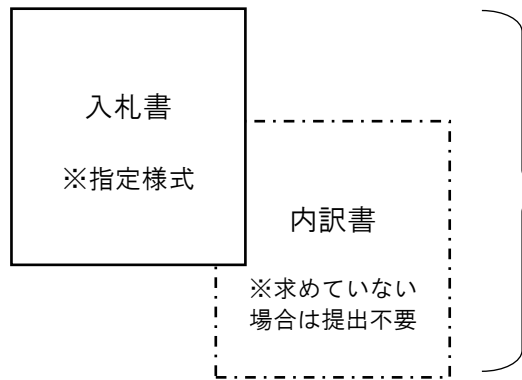 入札書
※指定様式
内訳書
※求めていない
場合は提出不要